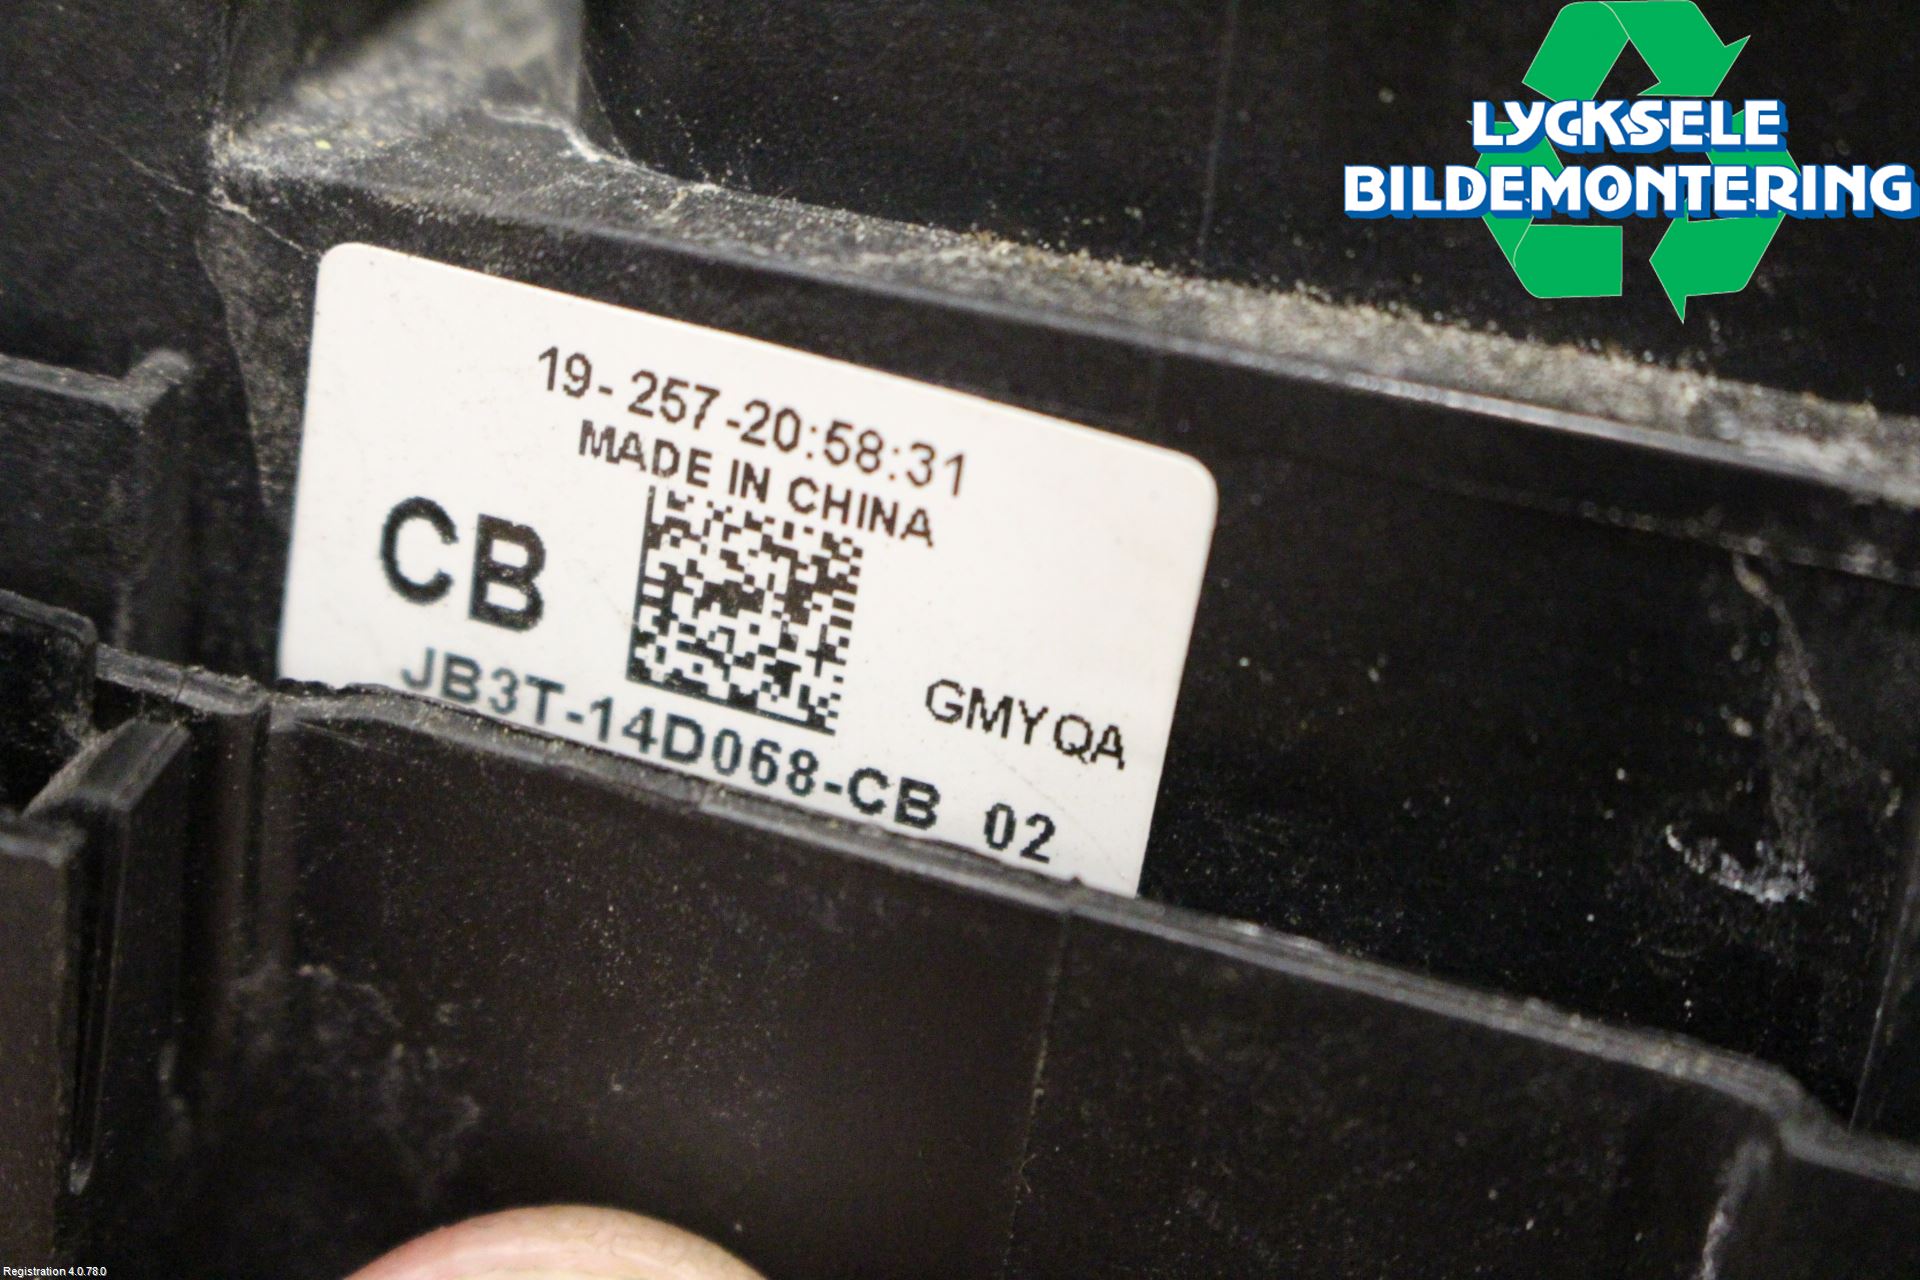 LYCKSELE
BILDEMONTERING
19-257-20:58:31
MADE IN CHINA
CB
JB3T-14D068-CB 02
GMYQA
Registration 4.0.78.0